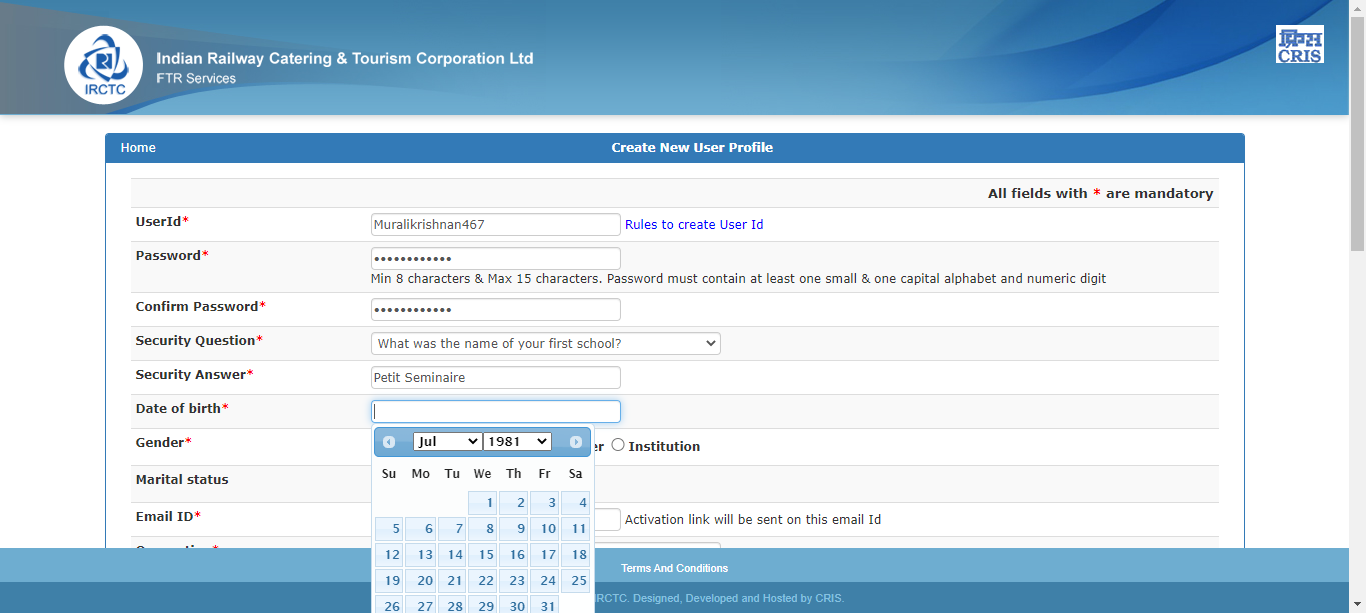 IRCTC
Indian Railway Catering & Tourism Corporation Ltd
FTR Services
क्रिस
CRIS
Home
Create New User Profile
All fields with * are mandatory
UserId* Muralikrishnan467 Rules to create User Id
Password* ••••••••••••
Min 8 characters & Max 15 characters. Password must contain at least one small & one capital alphabet and numeric digit
Confirm Password* ••••••••••••
Security Question* What was the name of your first school?
Security Answer* Petit Seminaire
Date of birth*
Gender* Institution
Jul 1981
Su Mo Tu We Th Fr Sa
1 2 3 4
5 6 7 8 9 10 11
12 13 14 15 16 17 18
19 20 21 22 23 24 25
26 27 28 29 30 31
Marital status
Email ID* Activation link will be sent on this email Id
Terms And Conditions
IRCTC. Designed, Developed and Hosted by CRIS.